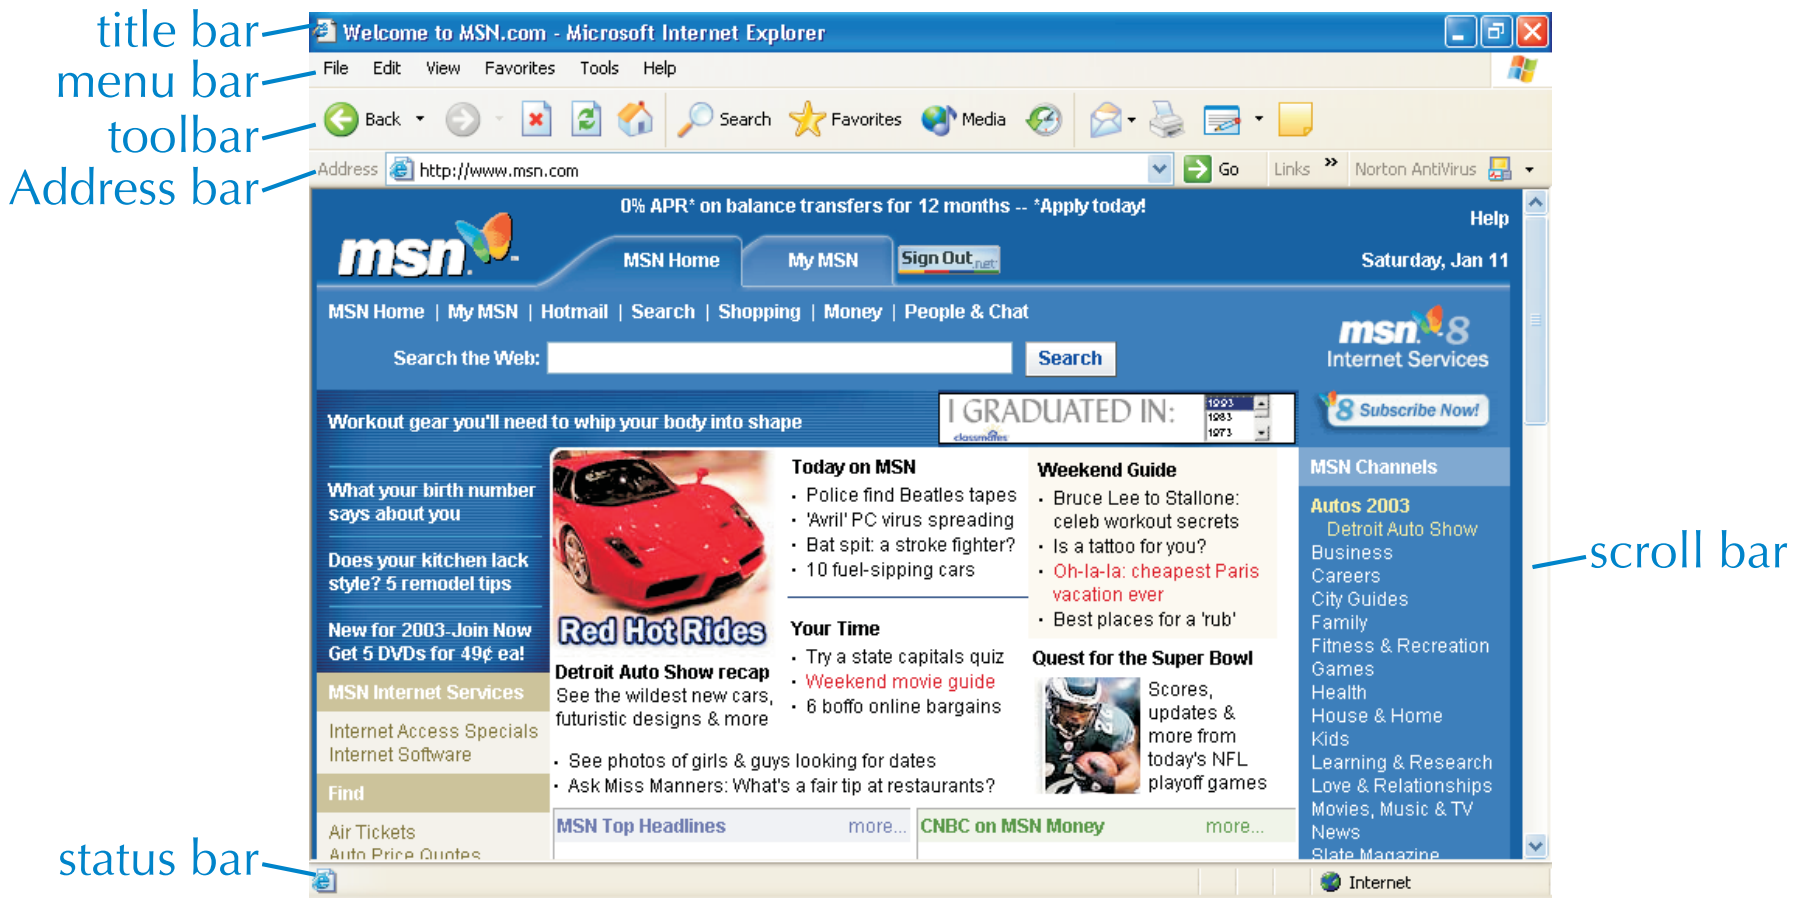 title bar
Welcome to MSN.com - Microsoft Internet Explorer
menu bar
File Edit View Favorites Tools Help
toolbar
Back Search Favorites Media
Address bar
Address http://www.msn.com Go Links » Norton AntiVirus
0% APR* on balance transfers for 12 months -- *Apply today!
Help
msn
MSN Home My MSN Sign Out .net
Saturday, Jan 11
MSN Home | My MSN | Hotmail | Search | Shopping | Money | People & Chat
msn 8
Internet Services
Search the Web: Search
Workout gear you'll need to whip your body into shape
I GRADUATED IN:
classmates
1993
1983
1973
8 Subscribe Now!
What your birth number
says about you
Does your kitchen lack
style? 5 remodel tips
New for 2003-Join Now
Get 5 DVDs for 49¢ ea!
MSN Internet Services
Internet Access Specials
Internet Software
Find
Air Tickets
Auto Price Quotes
Red Hot Rides
Detroit Auto Show recap
See the wildest new cars,
futuristic designs & more
Today on MSN
· Police find Beatles tapes
· 'Avril' PC virus spreading
· Bat spit: a stroke fighter?
· 10 fuel-sipping cars
Your Time
· Try a state capitals quiz
· Weekend movie guide
· 6 boffo online bargains
· See photos of girls & guys looking for dates
· Ask Miss Manners: What's a fair tip at restaurants?
Weekend Guide
· Bruce Lee to Stallone:
celeb workout secrets
· Is a tattoo for you?
· Oh-la-la: cheapest Paris
vacation ever
· Best places for a 'rub'
Quest for the Super Bowl
Scores,
updates &
more from
today's NFL
playoff games
MSN Top Headlines more...
CNBC on MSN Money more...
MSN Channels
Autos 2003
Detroit Auto Show
Business
Careers
City Guides
Family
Fitness & Recreation
Games
Health
House & Home
Kids
Learning & Research
Love & Relationships
Movies, Music & TV
News
Slate Magazine
scroll bar
status bar
Internet